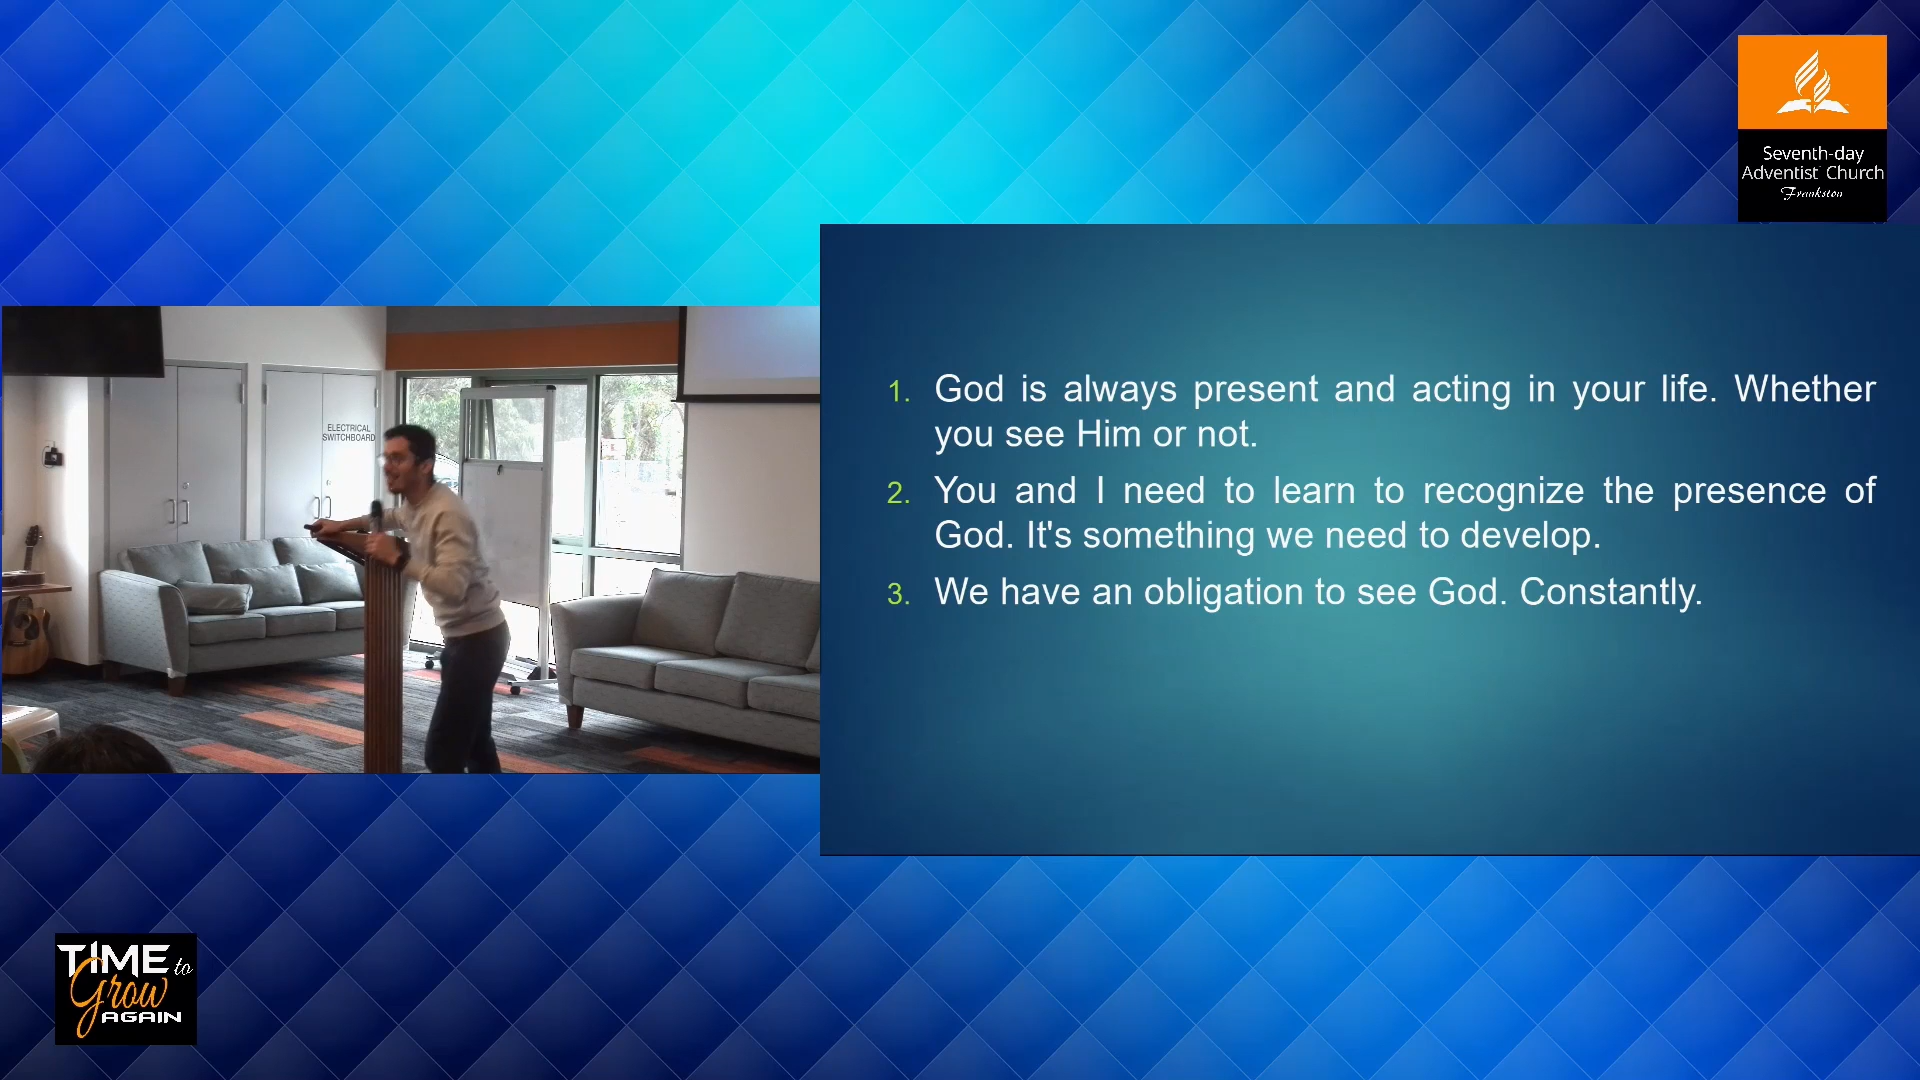 Seventh-day
Adventist Church
Frankston
ELECTRICAL
SWITCHBOARD
1. God is always present and acting in your life. Whether
you see Him or not.
2. You and I need to learn to recognize the presence of
God. It's something we need to develop.
3. We have an obligation to see God. Constantly.
TIME to
Grow
AGAIN